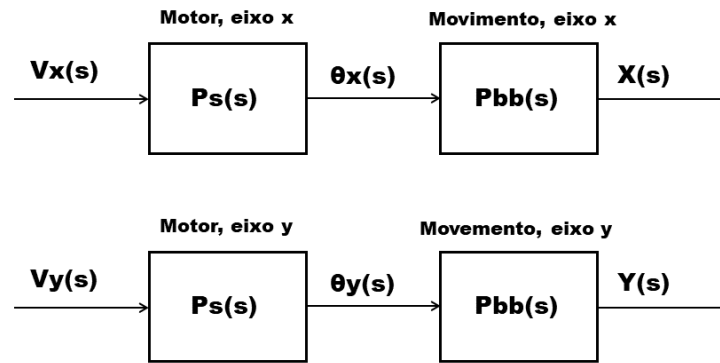 Motor, eixo x
Movimento, eixo x
Vx(s)
Ps(s)
θx(s)
Pbb(s)
X(s)
Motor, eixo y
Movemento, eixo y
Vy(s)
Ps(s)
θy(s)
Pbb(s)
Y(s)